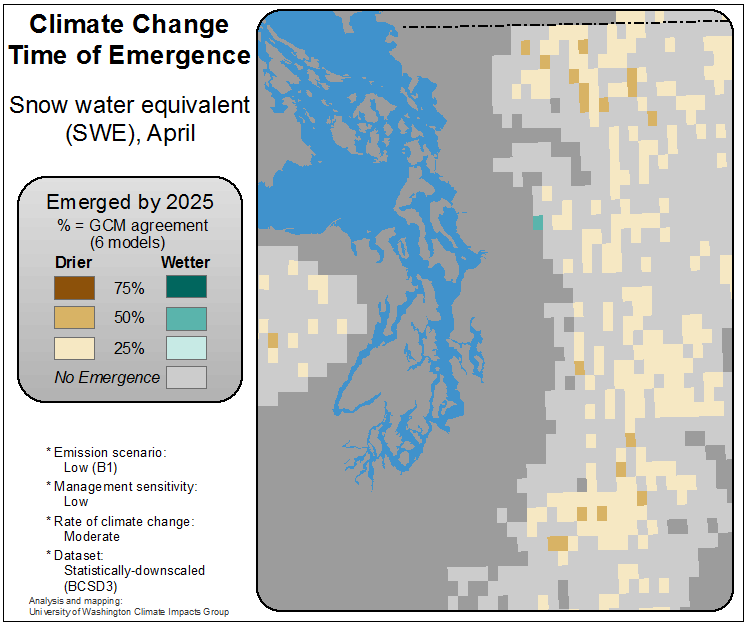 Climate Change
Time of Emergence
Snow water equivalent
(SWE), April
Emerged by 2025
% = GCM agreement
(6 models)
Drier Wetter
75%
50%
25%
No Emergence
* Emission scenario:
Low (B1)
* Management sensitivity:
Low
* Rate of climate change:
Moderate
* Dataset:
Statistically-downscaled
(BCSD3)
Analysis and mapping:
University of Washington Climate Impacts Group